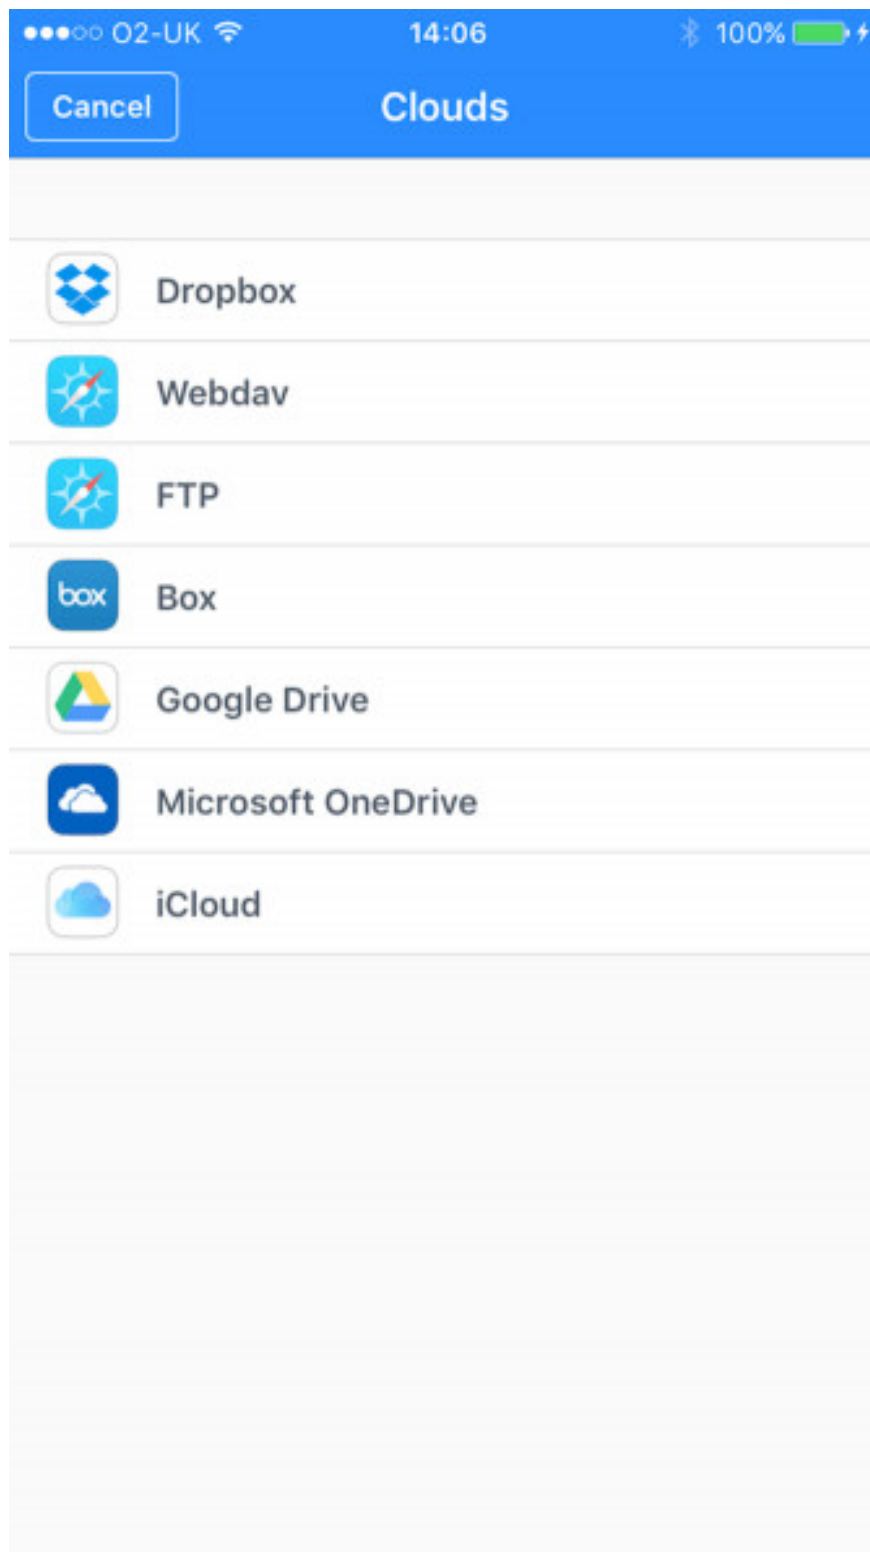 O2-UK 14:06 100%
Cancel Clouds
Dropbox
Webdav
FTP
box Box
Google Drive
Microsoft OneDrive
iCloud